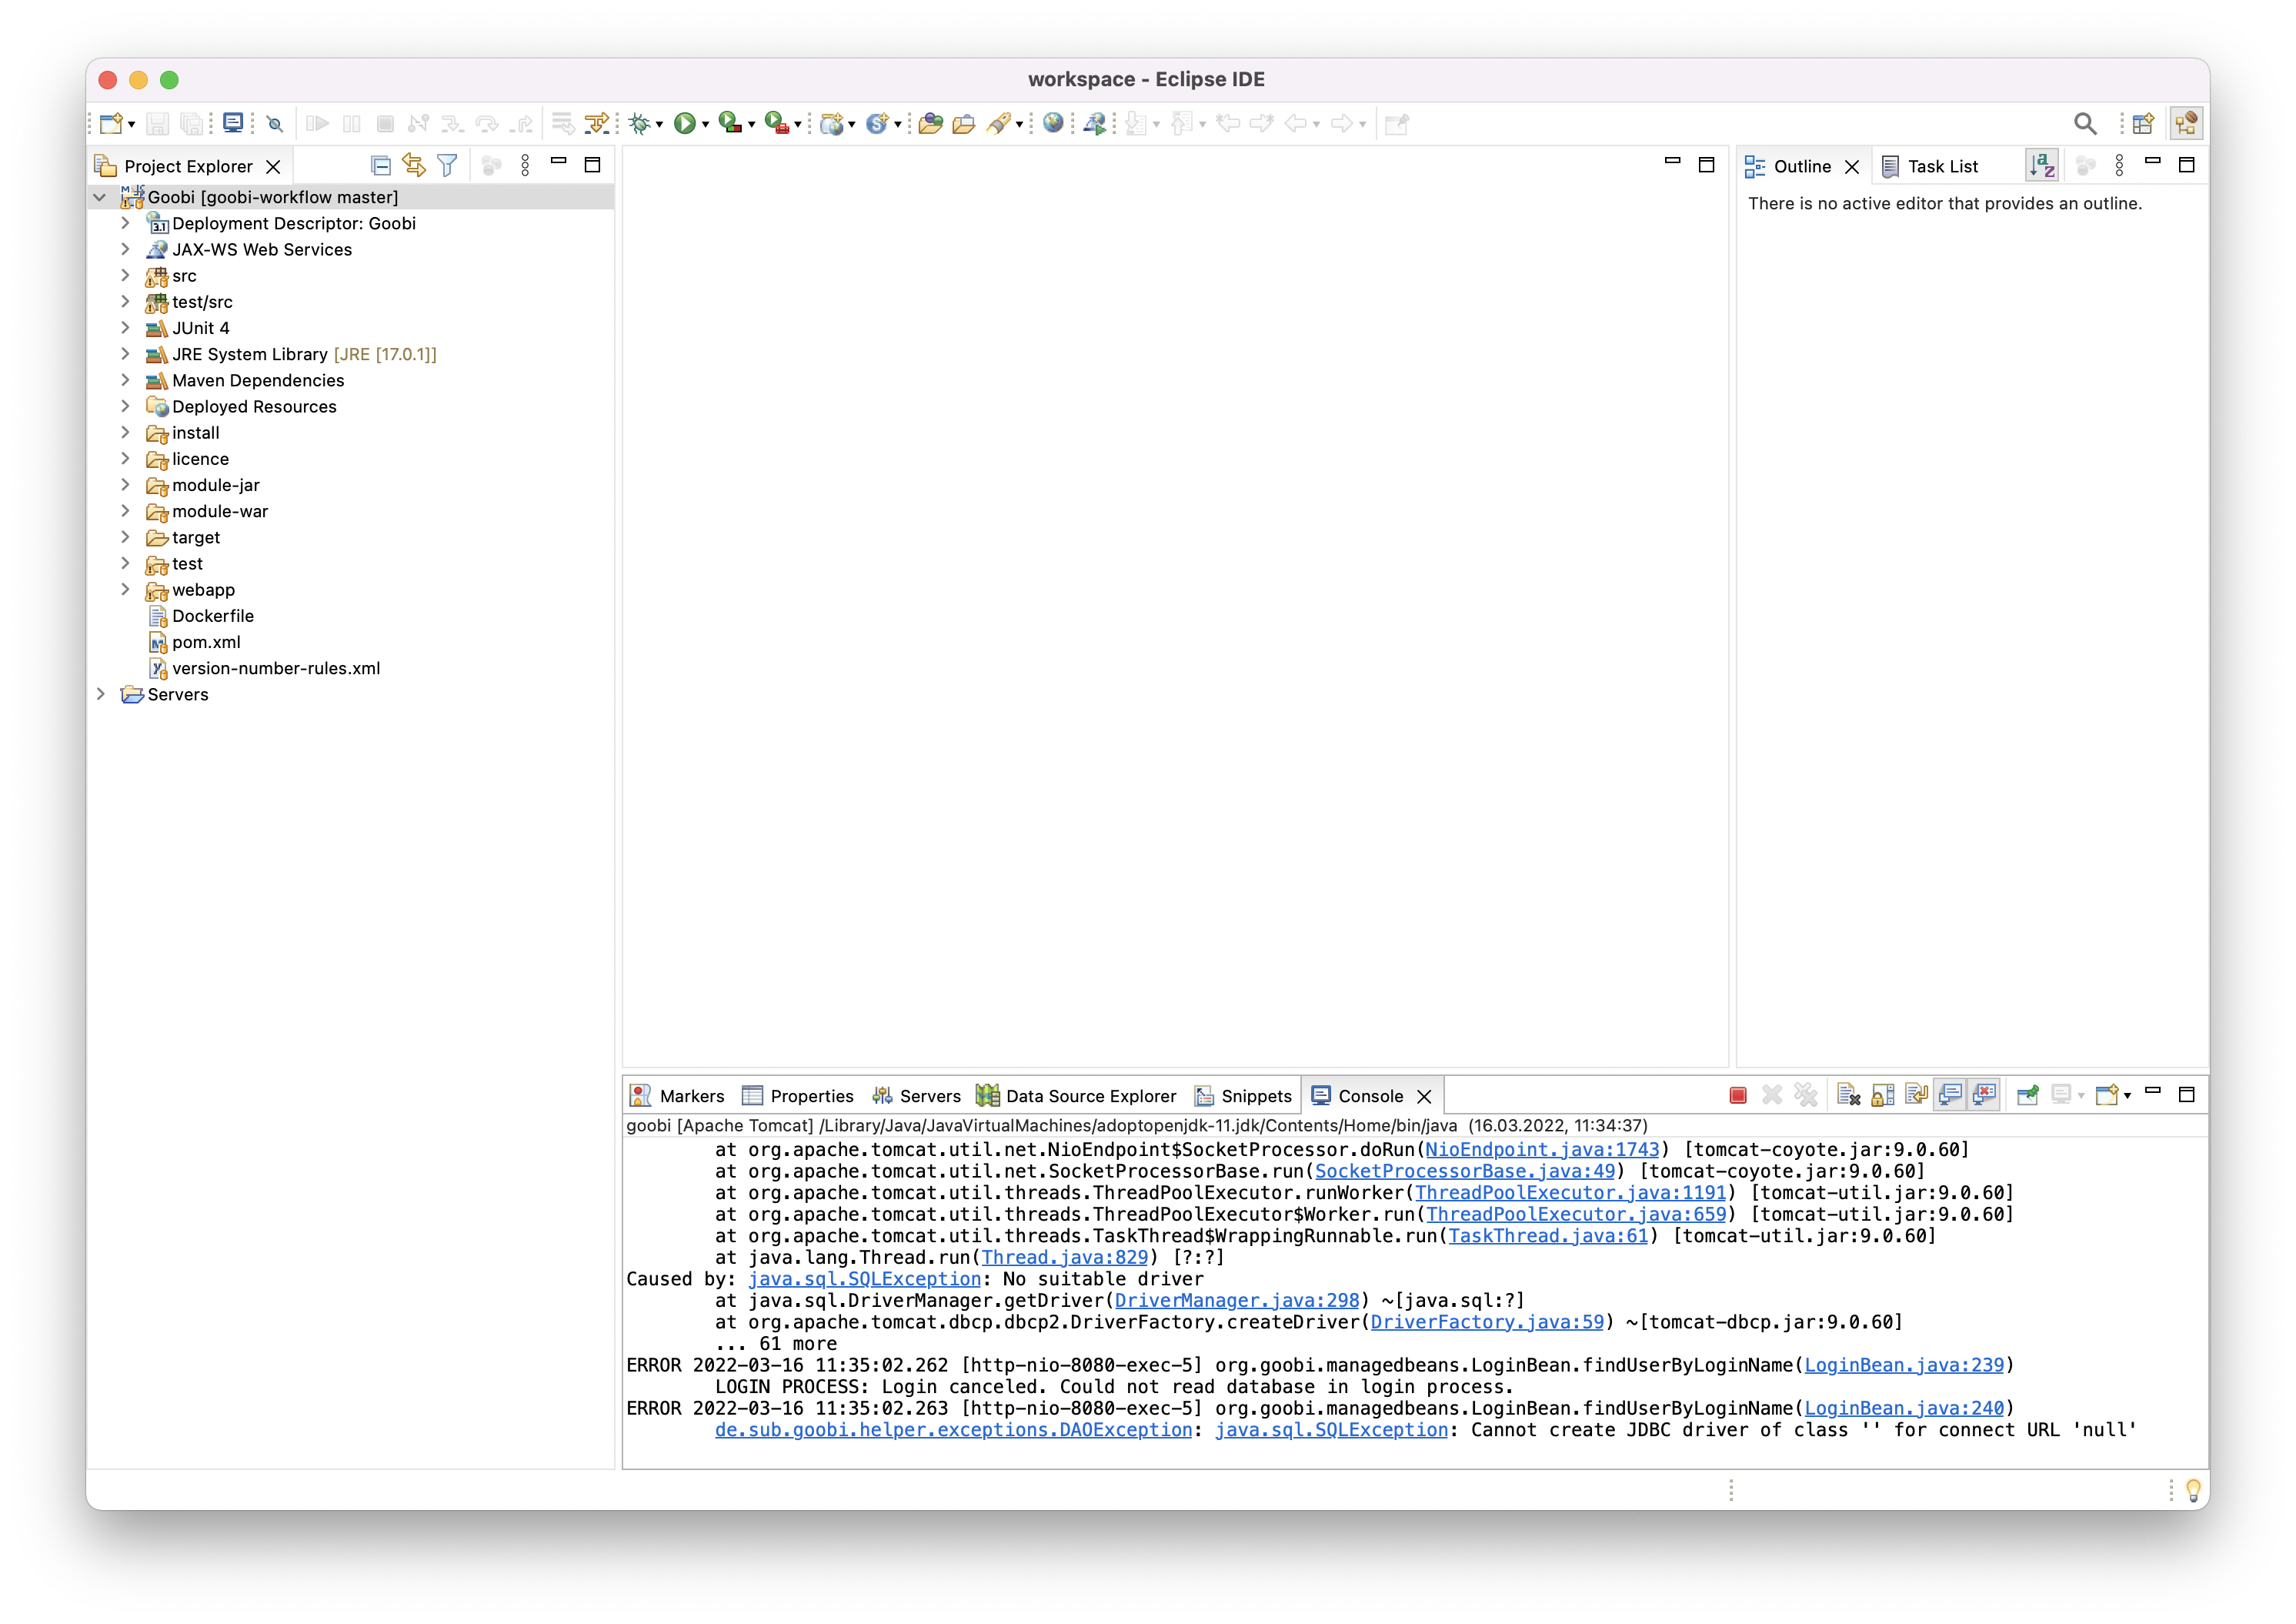 workspace - Eclipse IDE
Project Explorer
Goobi [goobi-workflow master]
Deployment Descriptor: Goobi
JAX-WS Web Services
src
test/src
JUnit 4
JRE System Library [JRE [17.0.1]]
Maven Dependencies
Deployed Resources
install
licence
module-jar
module-war
target
test
webapp
Dockerfile
pom.xml
version-number-rules.xml
Servers
Outline
Task List
There is no active editor that provides an outline.
Markers
Properties
Servers
Data Source Explorer
Snippets
Console
goobi [Apache Tomcat] /Library/Java/JavaVirtualMachines/adoptopenjdk-11.jdk/Contents/Home/bin/java (16.03.2022, 11:34:37)
at org.apache.tomcat.util.net.NioEndpoint$SocketProcessor.doRun(NioEndpoint.java:1743) [tomcat-coyote.jar:9.0.60]
at org.apache.tomcat.util.net.SocketProcessorBase.run(SocketProcessorBase.java:49) [tomcat-coyote.jar:9.0.60]
at org.apache.tomcat.util.threads.ThreadPoolExecutor.runWorker(ThreadPoolExecutor.java:1191) [tomcat-util.jar:9.0.60]
at org.apache.tomcat.util.threads.ThreadPoolExecutor$Worker.run(ThreadPoolExecutor.java:659) [tomcat-util.jar:9.0.60]
at org.apache.tomcat.util.threads.TaskThread$WrappingRunnable.run(TaskThread.java:61) [tomcat-util.jar:9.0.60]
at java.lang.Thread.run(Thread.java:829) [?:?]
Caused by: java.sql.SQLException: No suitable driver
at java.sql.DriverManager.getDriver(DriverManager.java:298) ~[java.sql:?]
at org.apache.tomcat.dbcp.dbcp2.DriverFactory.createDriver(DriverFactory.java:59) ~[tomcat-dbcp.jar:9.0.60]
... 61 more
ERROR 2022-03-16 11:35:02.262 [http-nio-8080-exec-5] org.goobi.managedbeans.LoginBean.findUserByLoginName(LoginBean.java:239)
LOGIN PROCESS: Login canceled. Could not read database in login process.
ERROR 2022-03-16 11:35:02.263 [http-nio-8080-exec-5] org.goobi.managedbeans.LoginBean.findUserByLoginName(LoginBean.java:240)
de.sub.goobi.helper.exceptions.DAOException: java.sql.SQLException: Cannot create JDBC driver of class '' for connect URL 'null'